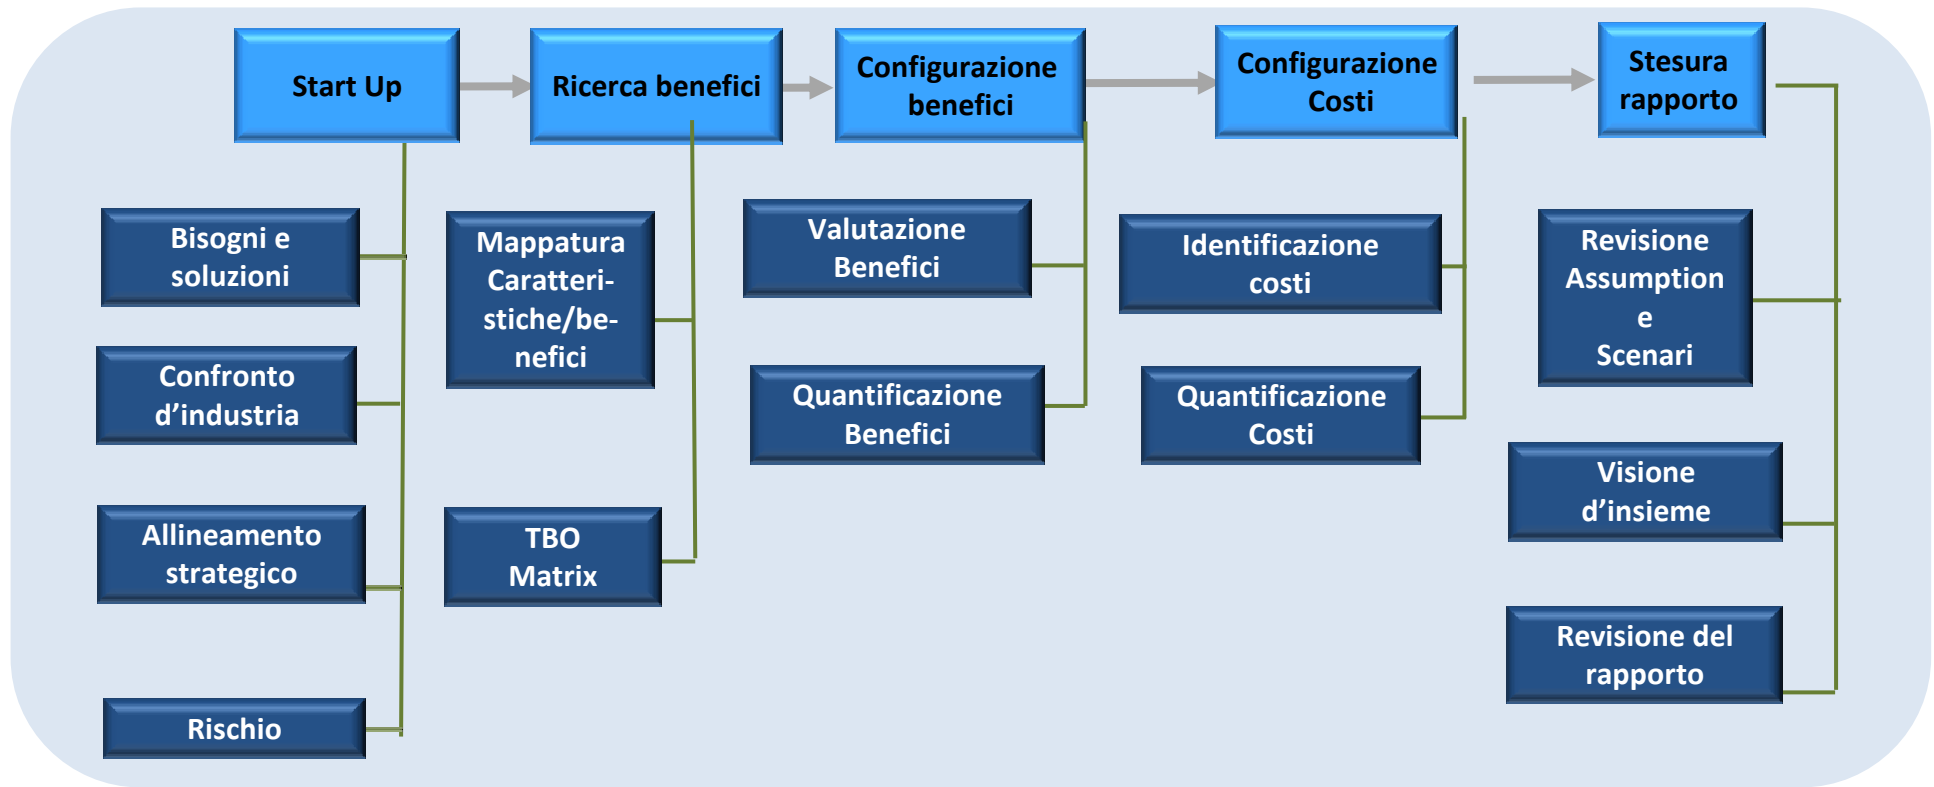 Start Up
Ricerca benefici
Configurazione
benefici
Configurazione
Costi
Stesura
rapporto
Bisogni e
soluzioni
Confronto
d’industria
Allineamento
strategico
Rischio
Mappatura
Caratteri-
stiche/be-
nefici
TBO
Matrix
Valutazione
Benefici
Quantificazione
Benefici
Identificazione
costi
Quantificazione
Costi
Revisione
Assumption
e
Scenari
Visione
d’insieme
Revisione del
rapporto